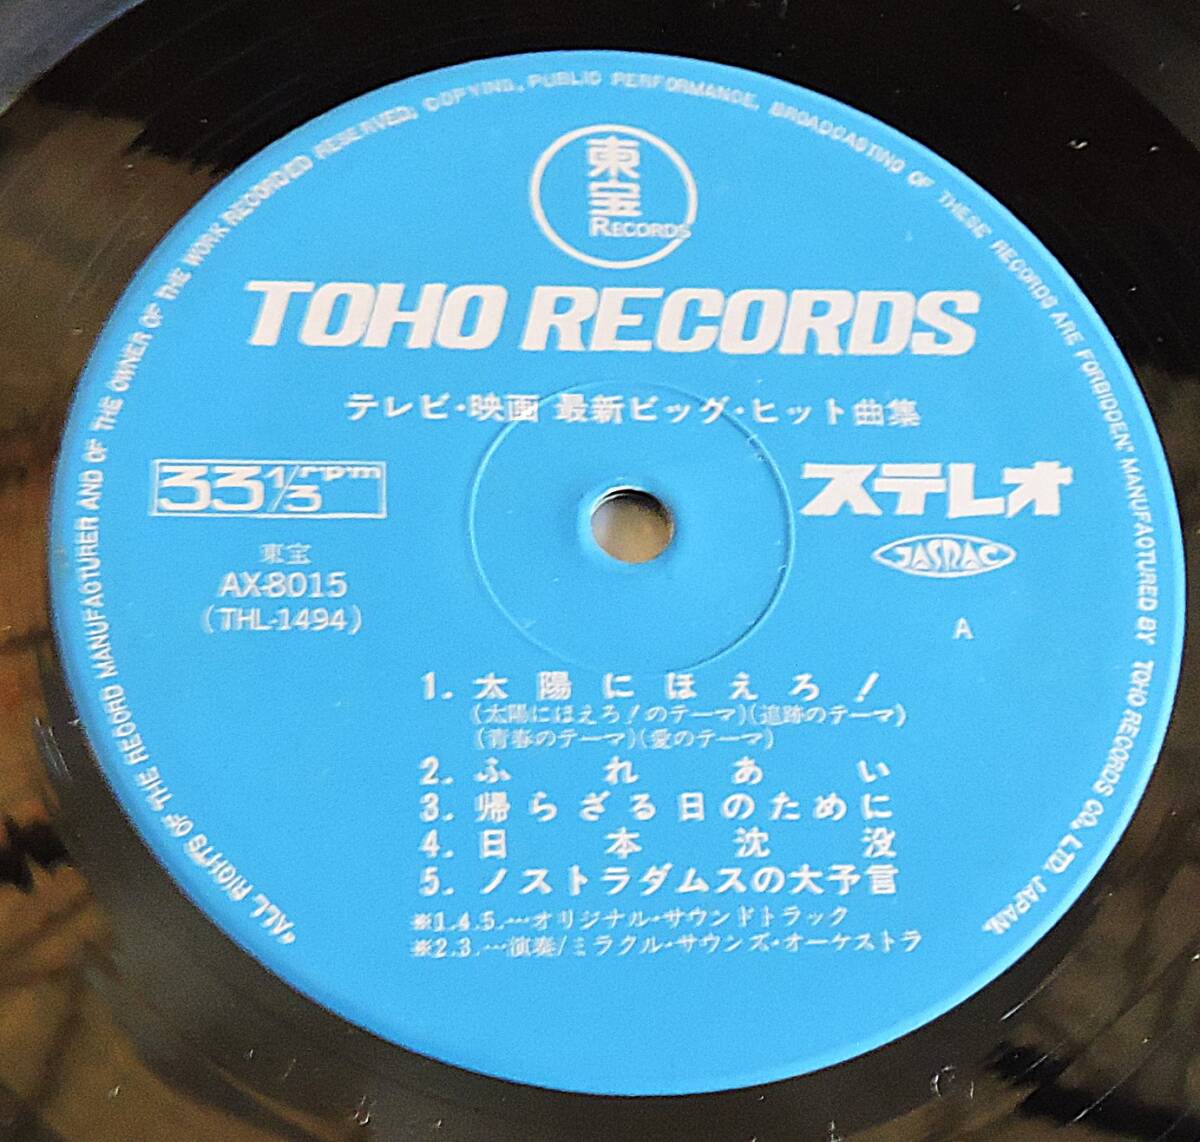 "ALL RIGHTS OF THE RECORD MANUFACTURER AND OF THE OWNER OF THE WORK RECORDED RESERVED; COPYING, PUBLIC PERFORMANCE, BROADCASTING OF THESE RECORDS ARE FORBIDDEN." MANUFACTURED BY TOHO RECORDS CO., LTD. JAPAN.
東宝
RECORDS
TOHO RECORDS
テレビ・映画 最新ビッグ・ヒット曲集
33 1/3 rpm
ステレオ
JASRAC
東宝
AX-8015
(THL-1494)
A
1. 太陽にほえろ!
(太陽にほえろ!のテーマ)(追跡のテーマ)
(青春のテーマ)(愛のテーマ)
2. ふれあい
3. 帰らざる日のために
4. 日本沈没
5. ノストラダムスの大予言
※1.4.5.…オリジナル・サウンドトラック
※2.3.…演奏/ミラクル・サウンズ・オーケストラ